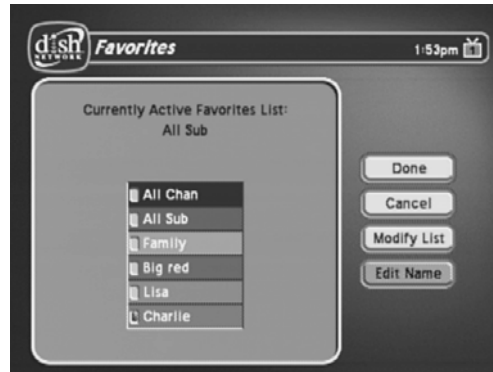 dish
NETWORK
Favorites
1:53pm
Currently Active Favorites List:
All Sub
All Chan
All Sub
Family
Big red
Lisa
Charlie
Done
Cancel
Modify List
Edit Name